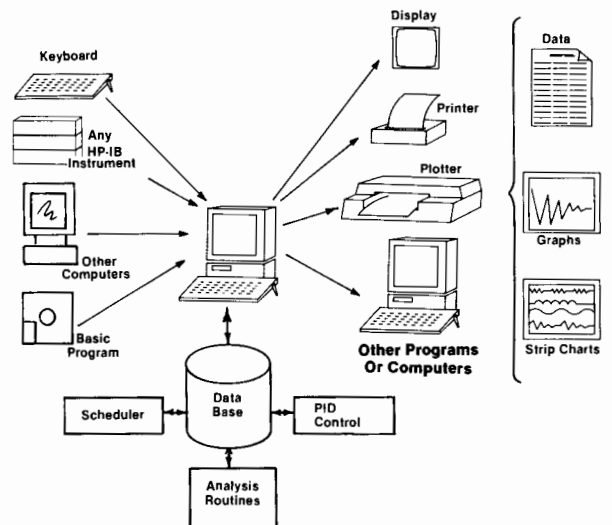 Display
Data
Keyboard
Any
HP-IB
Instrument
Printer
Plotter
Other
Computers
Graphs
Basic
Program
Other Programs
Or Computers
Strip Charts
Scheduler
Data
Base
PID
Control
Analysis
Routines